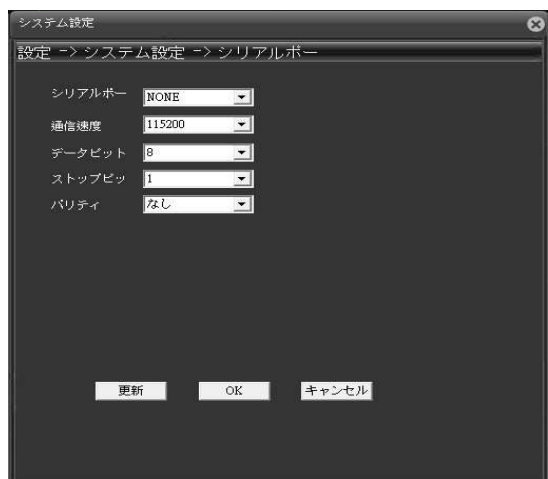 システム設定
設定 -> システム設定 -> シリアルポー
シリアルポー NONE
通信速度 115200
データビット 8
ストップビッ 1
パリティ なし
更新 OK キャンセル